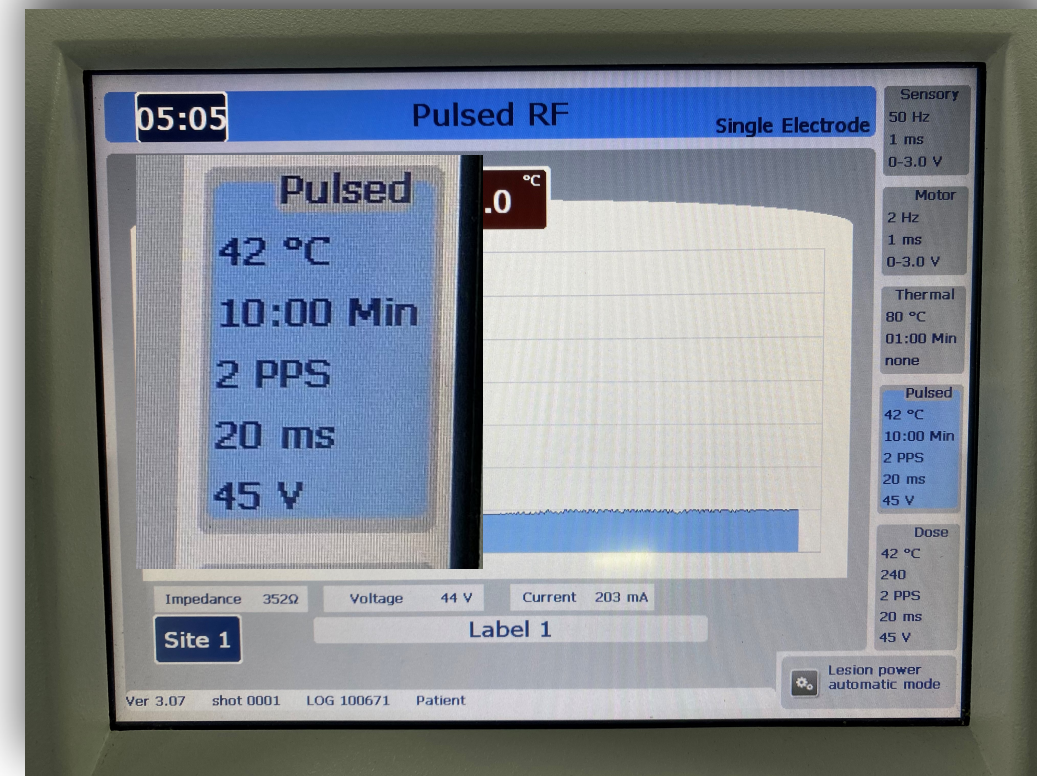 05:05
Pulsed RF
Single Electrode
Pulsed
42 °C
10:00 Min
2 PPS
20 ms
45 V
°C
.0
Sensory
50 Hz
1 ms
0-3.0 V
Motor
2 Hz
1 ms
0-3.0 V
Thermal
80 °C
01:00 Min
none
Pulsed
42 °C
10:00 Min
2 PPS
20 ms
45 V
Dose
42 °C
240
2 PPS
20 ms
45 V
Impedance 352Ω
Voltage 44 V
Current 203 mA
Site 1
Label 1
Lesion power
automatic mode
Ver 3.07 shot 0001 LOG 100671 Patient